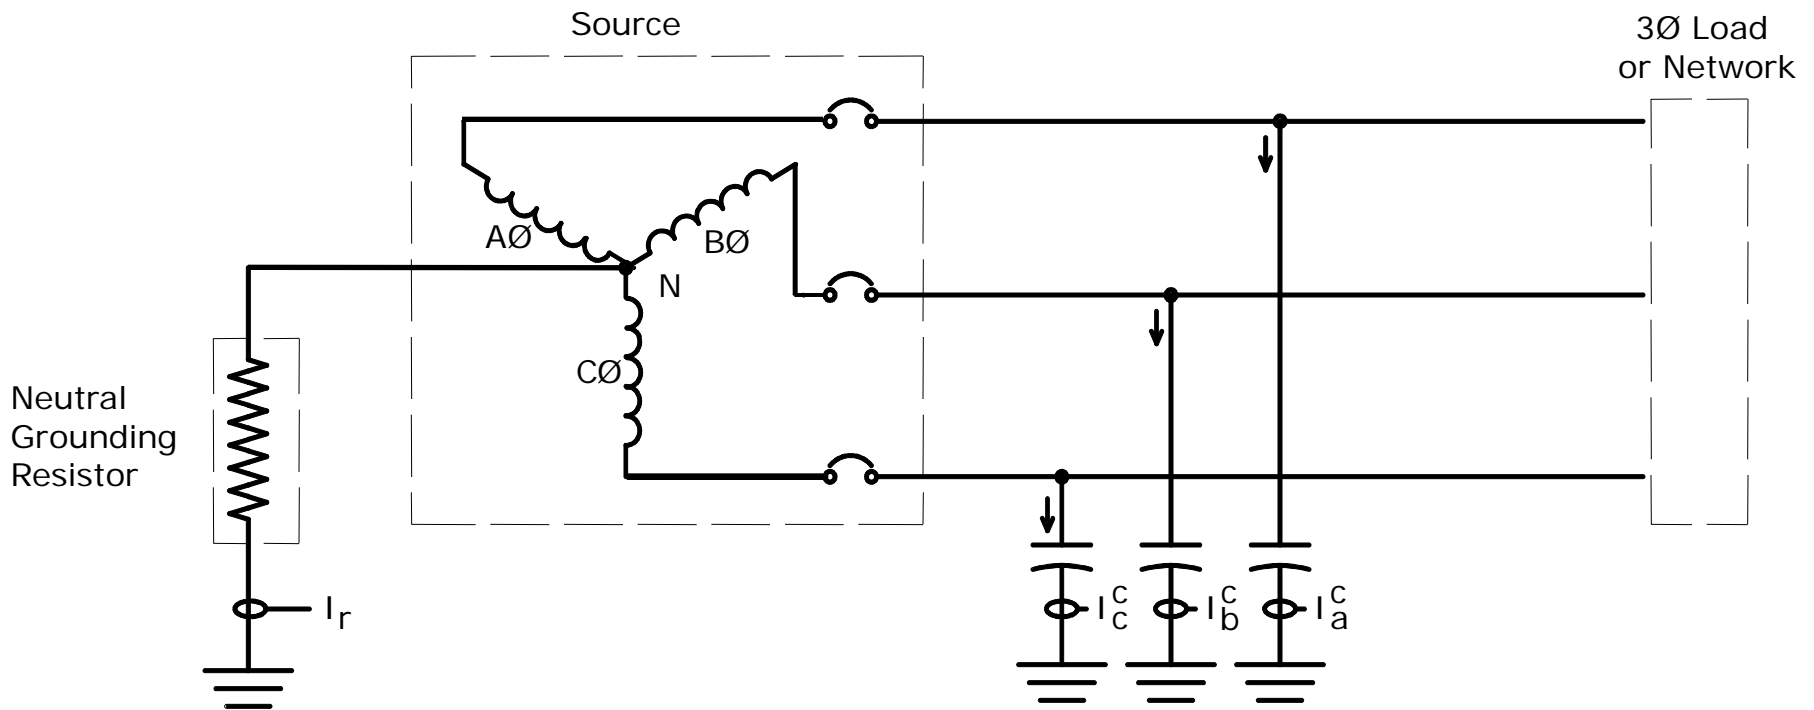 Source
3Ø Load
or Network
AØ
BØ
N
CØ
Neutral
Grounding
Resistor
I_r
I_c^c
I_b^c
I_a^c